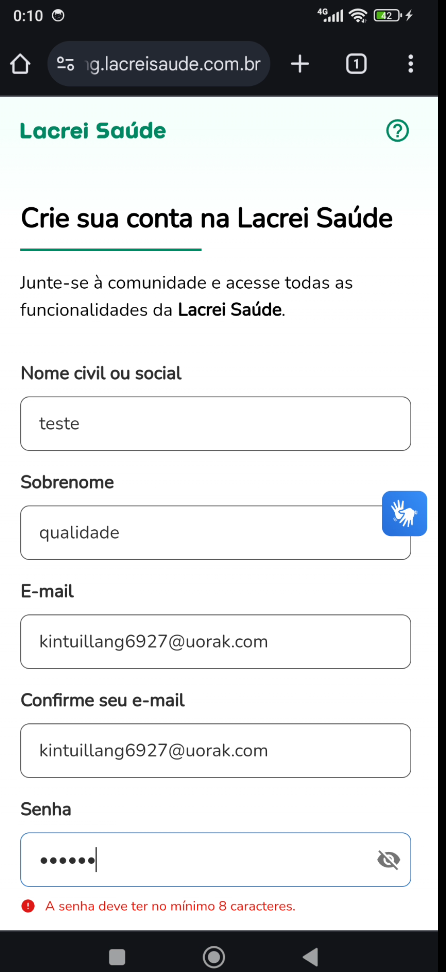 0:10
4G
42
ng.lacreisaude.com.br
1
Lacrei Saúde
Crie sua conta na Lacrei Saúde
Junte-se à comunidade e acesse todas as
funcionalidades da Lacrei Saúde.
Nome civil ou social
teste
Sobrenome
qualidade
E-mail
kintuillang6927@uorak.com
Confirme seu e-mail
kintuillang6927@uorak.com
Senha
••••••
A senha deve ter no mínimo 8 caracteres.